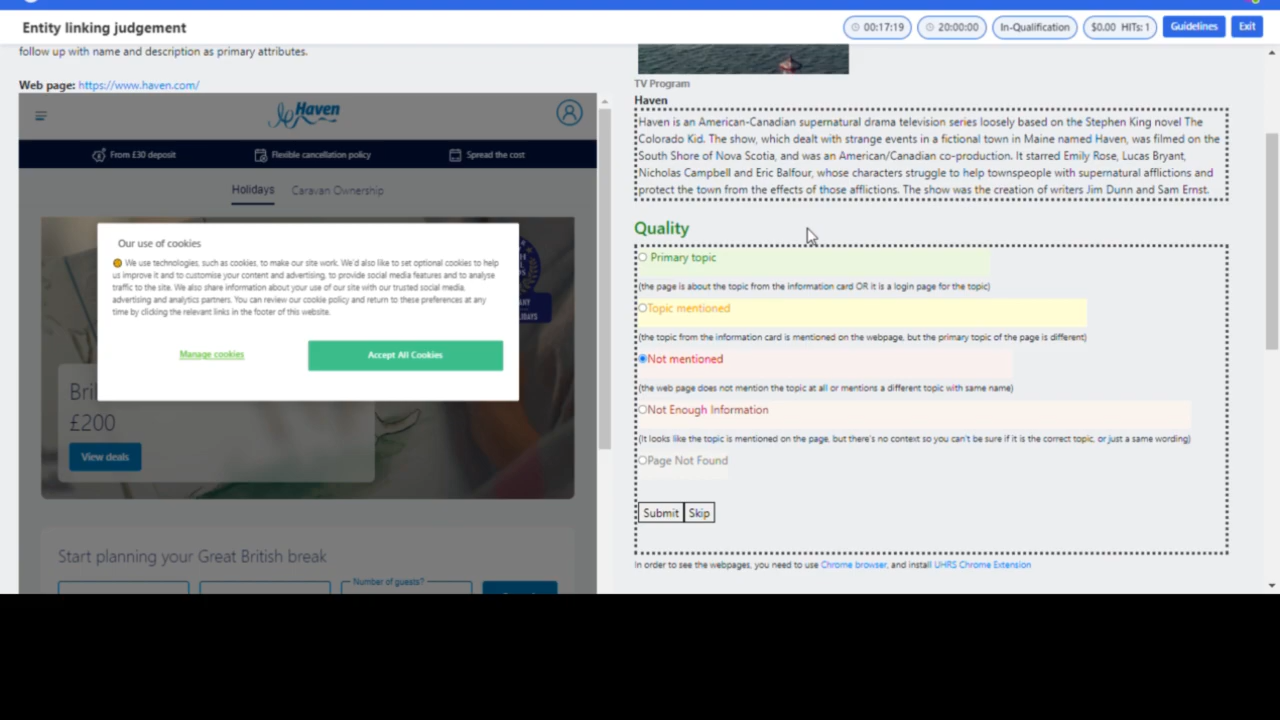 Entity linking judgement
00:17:19
20:00:00
In-Qualification
$0.00 HITs: 1
Guidelines
Exit
follow up with name and description as primary attributes.
Web page: https://www.haven.com/
Haven
From £30 deposit
Flexible cancellation policy
Spread the cost
Holidays
Caravan Ownership
Our use of cookies
We use technologies, such as cookies, to make our site work. We'd also like to set optional cookies to help
us improve it and to customise your content and advertising, to provide social media features and to analyse
traffic to the site. We also share information about your use of our site with our trusted social media,
advertising and analytics partners. You can review our cookie policy and return to these preferences at any
time by clicking the relevant links in the footer of this website.
Manage cookies
Accept All Cookies
£200
View deals
Start planning your Great British break
Number of guests?
TV Program
Haven
Haven is an American-Canadian supernatural drama television series loosely based on the Stephen King novel The
Colorado Kid. The show, which dealt with strange events in a fictional town in Maine named Haven, was filmed on the
South Shore of Nova Scotia, and was an American/Canadian co-production. It starred Emily Rose, Lucas Bryant,
Nicholas Campbell and Eric Balfour, whose characters struggle to help townspeople with supernatural afflictions and
protect the town from the effects of those afflictions. The show was the creation of writers Jim Dunn and Sam Ernst.
Quality
Primary topic
(the page is about the topic from the information card OR it is a login page for the topic)
Topic mentioned
(the topic from the information card is mentioned on the webpage, but the primary topic of the page is different)
Not mentioned
(the web page does not mention the topic at all or mentions a different topic with same name)
Not Enough Information
(It looks like the topic is mentioned on the page, but there's no context so you can't be sure if it is the correct topic, or just a same wording)
Page Not Found
Submit
Skip
In order to see the webpages, you need to use Chrome browser, and install UHRS Chrome Extension